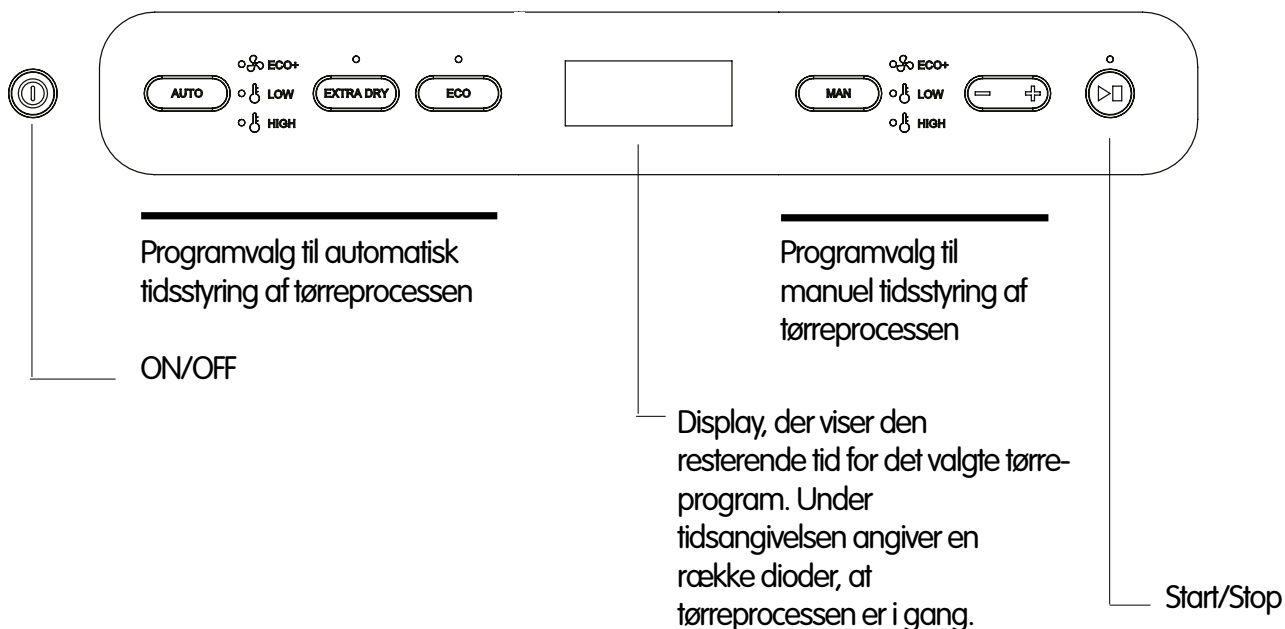 ECO+
AUTO
LOW
HIGH
EXTRA DRY
ECO
MAN
ECO+
LOW
HIGH
Programvalg til automatisk
tidsstyring af tørreprocessen
ON/OFF
Programvalg til
manuel tidsstyring af
tørreprocessen
Display, der viser den
resterende tid for det valgte tørre-
program. Under
tidsangivelsen angiver en
række dioder, at
tørreprocessen er i gang.
Start/Stop